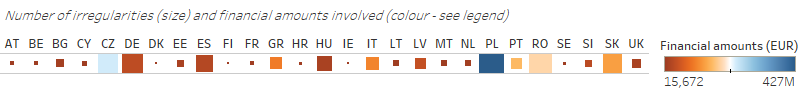 Number of irregularities (size) and financial amounts involved (colour - see legend)
AT BE BG CY CZ DE DK EE ES FI FR GR HR HU IE IT LT LV MT NL PL PT RO SE SI SK UK
Financial amounts (EUR)
15,672 427M